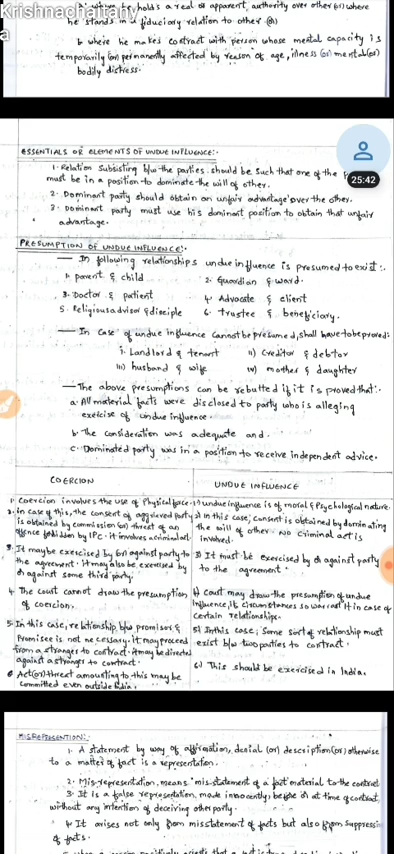 Krishnachaitany
a
holds a real or apparent authority over other (or) where
he stands in a fiduciary relation to other (or)
b. where he makes contract with person whose mental capacity is
temporarily (or) permanently affected by reason of age, illness (or) mental (or)
bodily distress.
25:42
ESSENTIALS OR ELEMENTS OF UNDUE INFLUENCE:-
1. Relation subsisting b/w the parties should be such that one of the
must be in a position to dominate the will of other.
2. Dominant party should obtain an unfair advantage over the other.
3. Dominant party must use his dominant position to obtain that unfair
advantage.
PRESUMPTION OF UNDUE INFLUENCE:-
— In following relationships undue influence is presumed to exist:-
1. parent & child 2. Guardian & ward.
3. Doctor & patient 4. Advocate & client
5. Religious advisor & disciple 6. Trustee & beneficiary.
— In case of undue influence cannot be presumed, shall have to be proved:
i. Landlord & tenant ii) Creditor & debtor
iii) husband & wife iv) mother & daughter
— The above presumptions can be rebutted if it is proved that:-
a. All material facts were disclosed to party who is alleging
exercise of undue influence.
b. The consideration was adequate and.
c. Dominated party was in a position to receive independent advice.
COERCION
UNDUE INFLUENCE
1. Coercion involves the use of Physical force
2. in case of this, the consent of aggrieved party
is obtained by commission (or) threat of an
offence forbidden by IPC. it involves a criminal act.
3. It may be exercised by (or) against party to
the agreement. it may also be exercised by
or against some third party.
4. The court cannot draw the presumption
of coercion.
5. In this case, relationship b/w promisor &
Promisee is not necessary. it may proceed
from a stranger to contract. it may be directed
against a stranger to contract.
6 Act (or) threat amounting to this may be
committed even outside India.
1) undue influence is of moral & Psychological nature.
2) In this case, consent is obtained by dominating
the will of other. NO Criminal act is
involved.
3) It must be exercised by or against party
to the agreement.
4) Court may draw the presumption of undue
influence, if circumstances so warrant it in case of
certain relationships.
5) In this case, Some sort of relationship must
exist b/w two parties to contract.
6) This should be exercised in India.
MISREPRESENTATION:-
1. A statement by way of affirmation, denial (or) description (or) otherwise
to a matter of fact is a representation.
2. Mis-representation, means mis-statement of a fact material to the contract
3. It is a false representation, made innocently; before or at time of contract,
without any intention of deceiving other party.
4. It arises not only from misstatement of facts but also from suppressi
of facts.